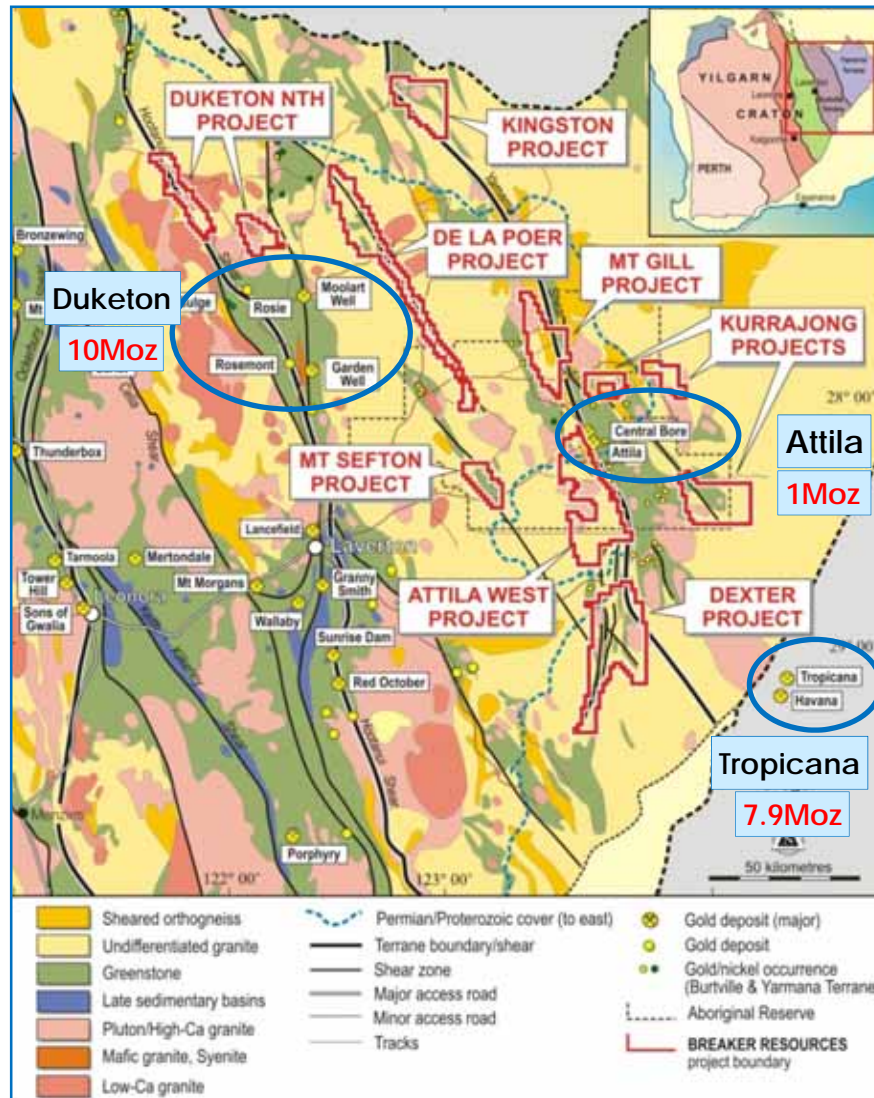 YILGARN
CRATON
PERTH
DUKETON NTH
PROJECT
KINGSTON
PROJECT
DE LA POER
PROJECT
MT GILL
PROJECT
KURRAJONG
PROJECTS
Bronzewing
Duketon
10Moz
Rosie
Moolart
Well
Rosemont
Garden
Well
28° 00'
Central Bore
Attila
Attila
1Moz
Thunderbox
MT SEFTON
PROJECT
Lancefield
Laverton
Tarmoola
Mertondale
Tower
Hill
Mt Morgans
Granny
Smith
Leonora
Sons of
Gwalia
Wallaby
ATTILA WEST
PROJECT
DEXTER
PROJECT
Sunrise Dam
29° 00'
Red October
Tropicana
Havana
Tropicana
7.9Moz
Porphyry
122° 00'
123° 00'
50 kilometres
Sheared orthogneiss
Undifferentiated granite
Greenstone
Late sedimentary basins
Pluton/High-Ca granite
Mafic granite, Syenite
Low-Ca granite
Permian/Proterozoic cover (to east)
Terrane boundary/shear
Shear zone
Major access road
Minor access road
Tracks
Gold deposit (major)
Gold deposit
Gold/nickel occurrence
(Burtville & Yarmana Terrane)
Aboriginal Reserve
BREAKER RESOURCES
project boundary